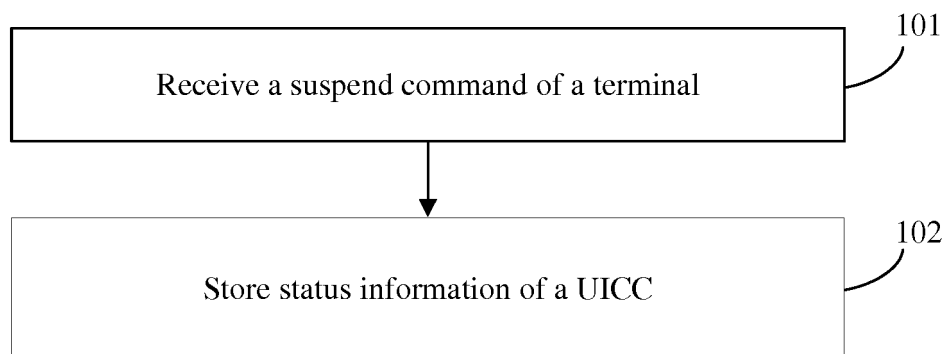 101
Receive a suspend command of a terminal
102
Store status information of a UICC